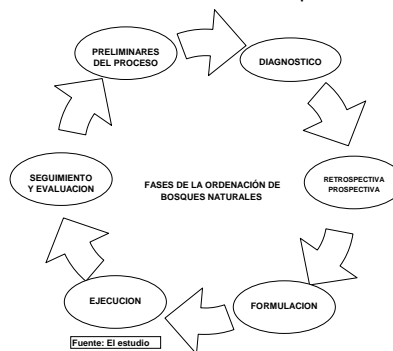 PRELIMINARES
DEL PROCESO
DIAGNOSTICO
RETROSPECTIVA
PROSPECTIVA
FORMULACION
EJECUCION
SEGUIMIENTO
Y EVALUACION
FASES DE LA ORDENACIÓN DE
BOSQUES NATURALES
Fuente: El estudio